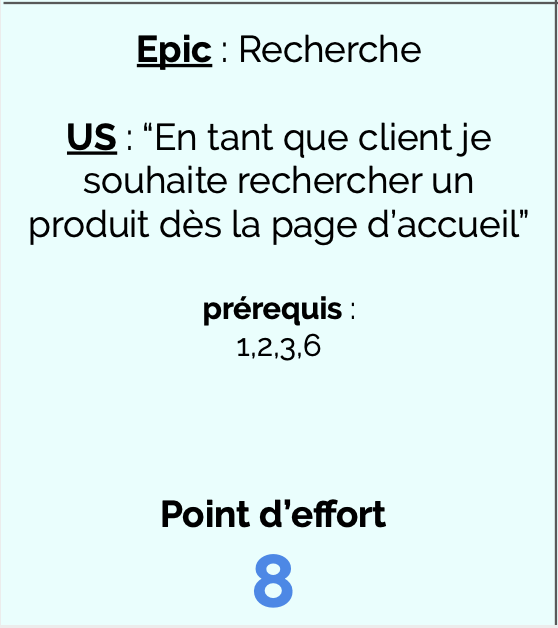 Epic : Recherche
US : “En tant que client je
souhaite rechercher un
produit dès la page d’accueil”
prérequis :
1,2,3,6
Point d’effort
8